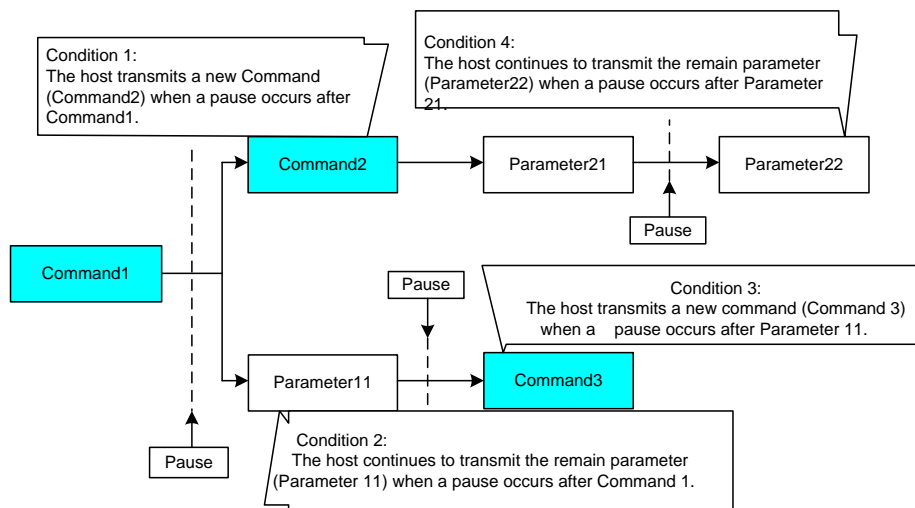 Condition 1:
The host transmits a new Command
(Command2) when a pause occurs after
Command1.
Condition 4:
The host continues to transmit the remain parameter
(Parameter22) when a pause occurs after Parameter
21.
Command2
Parameter21
Parameter22
Pause
Command1
Pause
Condition 3:
The host transmits a new command (Command 3)
when a pause occurs after Parameter 11.
Parameter11
Command3
Pause
Condition 2:
The host continues to transmit the remain parameter
(Parameter 11) when a pause occurs after Command 1.